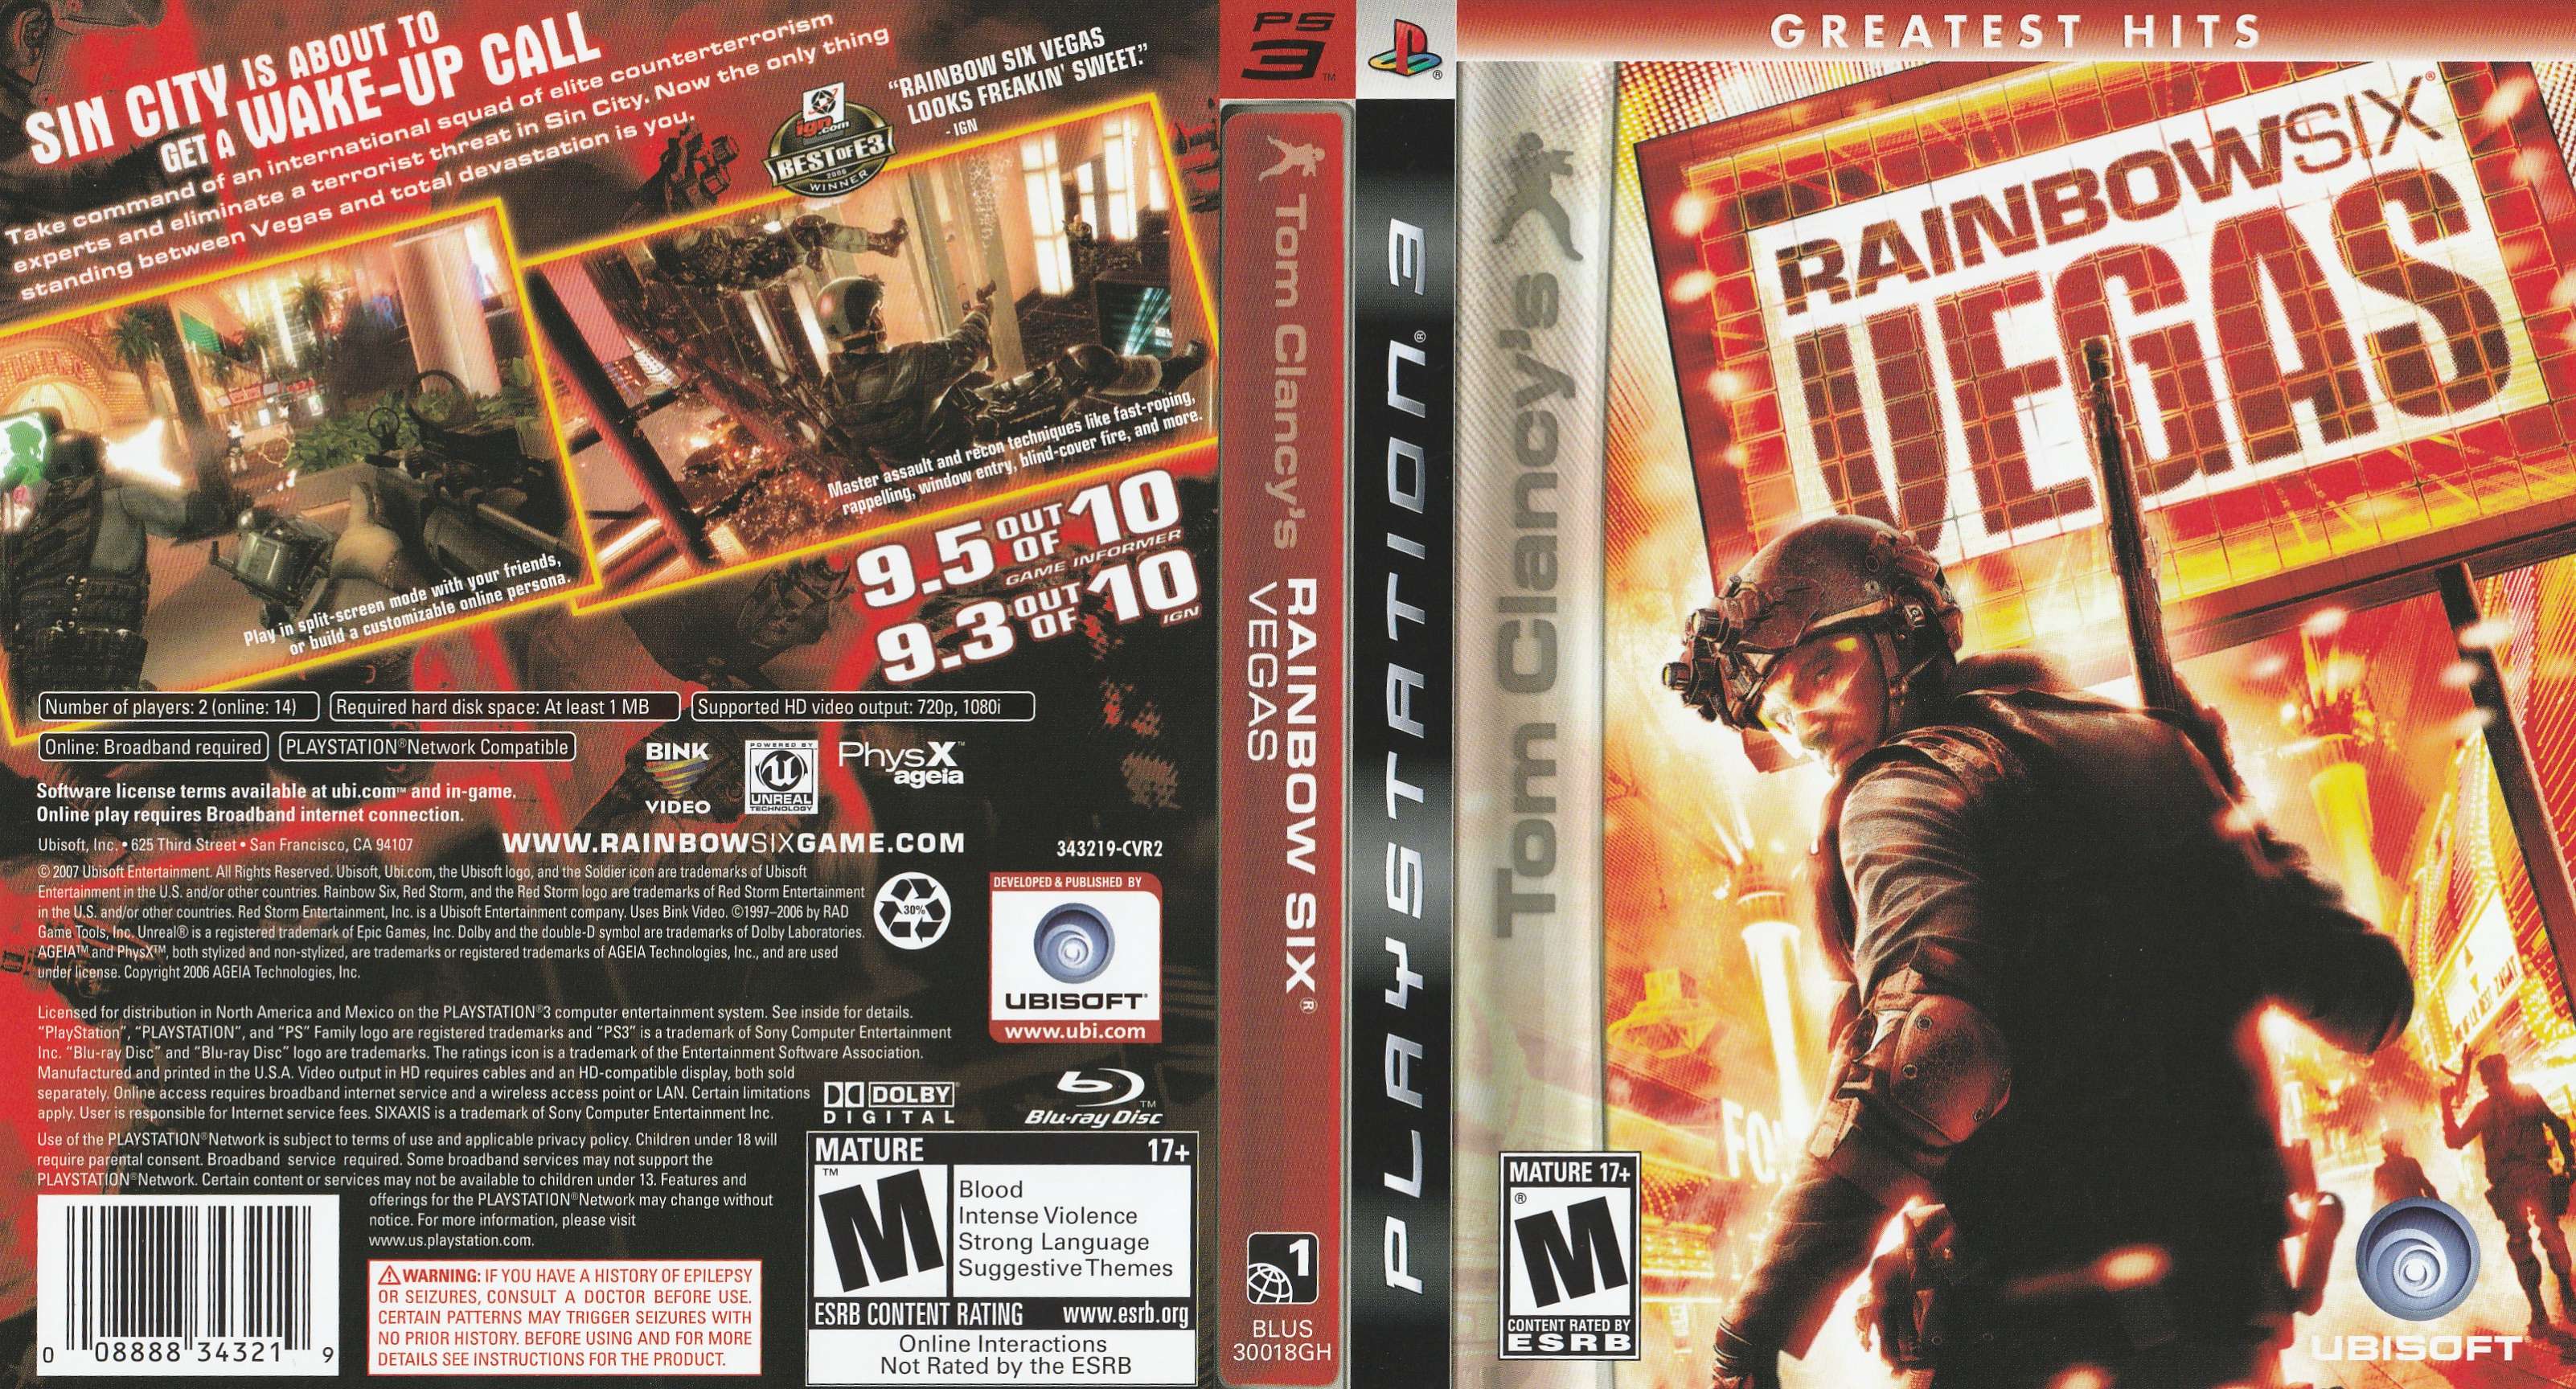 SIN CITY IS ABOUT TO
GET A WAKE-UP CALL
Take command of an international squad of elite counterterrorism
experts and eliminate a terrorist threat in Sin City. Now the only thing
standing between Vegas and total devastation is you.
ign.com
BEST OF E3
2006
WINNER
"RAINBOW SIX VEGAS
LOOKS FREAKIN' SWEET."
- IGN
Play in split-screen mode with your friends,
or build a customizable online persona.
Master assault and recon techniques like fast-roping,
rappelling, window entry, blind-cover fire, and more.
9.5 OUT OF 10
GAME INFORMER
9.3 OUT OF 10
IGN
Number of players: 2 (online: 14)
Required hard disk space: At least 1 MB
Supported HD video output: 720p, 1080i
Online: Broadband required
PLAYSTATION®Network Compatible
BINK
VIDEO
POWERED BY
UNREAL
TECHNOLOGY
PhysX™
ageia
Software license terms available at ubi.com™ and in-game.
Online play requires Broadband internet connection.
Ubisoft, Inc. • 625 Third Street • San Francisco, CA 94107
WWW.RAINBOWSIXGAME.COM
343219-CVR2
© 2007 Ubisoft Entertainment. All Rights Reserved. Ubisoft, Ubi.com, the Ubisoft logo, and the Soldier icon are trademarks of Ubisoft
Entertainment in the U.S. and/or other countries. Rainbow Six, Red Storm, and the Red Storm logo are trademarks of Red Storm Entertainment
in the U.S. and/or other countries. Red Storm Entertainment, Inc. is a Ubisoft Entertainment company. Uses Bink Video. ©1997–2006 by RAD
Game Tools, Inc. Unreal® is a registered trademark of Epic Games, Inc. Dolby and the double-D symbol are trademarks of Dolby Laboratories.
AGEIA™ and PhysX™, both stylized and non-stylized, are trademarks or registered trademarks of AGEIA Technologies, Inc., and are used
under license. Copyright 2006 AGEIA Technologies, Inc.
30%
DEVELOPED & PUBLISHED BY
UBISOFT®
www.ubi.com
Licensed for distribution in North America and Mexico on the PLAYSTATION®3 computer entertainment system. See inside for details.
"PlayStation", "PLAYSTATION", and "PS" Family logo are registered trademarks and "PS3" is a trademark of Sony Computer Entertainment
Inc. "Blu-ray Disc" and "Blu-ray Disc" logo are trademarks. The ratings icon is a trademark of the Entertainment Software Association.
Manufactured and printed in the U.S.A. Video output in HD requires cables and an HD-compatible display, both sold
separately. Online access requires broadband internet service and a wireless access point or LAN. Certain limitations
apply. User is responsible for Internet service fees. SIXAXIS is a trademark of Sony Computer Entertainment Inc.
Use of the PLAYSTATION®Network is subject to terms of use and applicable privacy policy. Children under 18 will
require parental consent. Broadband service required. Some broadband services may not support the
PLAYSTATION®Network. Certain content or services may not be available to children under 13. Features and
offerings for the PLAYSTATION®Network may change without
notice. For more information, please visit
www.us.playstation.com.
DOLBY
DIGITAL
Blu-ray Disc™
0 08888 34321 9
WARNING: IF YOU HAVE A HISTORY OF EPILEPSY
OR SEIZURES, CONSULT A DOCTOR BEFORE USE.
CERTAIN PATTERNS MAY TRIGGER SEIZURES WITH
NO PRIOR HISTORY. BEFORE USING AND FOR MORE
DETAILS SEE INSTRUCTIONS FOR THE PRODUCT.
MATURE 17+
™
M
Blood
Intense Violence
Strong Language
Suggestive Themes
ESRB CONTENT RATING www.esrb.org
Online Interactions
Not Rated by the ESRB
PS3™
Tom Clancy's
RAINBOW SIX®
VEGAS
1
BLUS
30018GH
PLAYSTATION®3
GREATEST HITS
Tom Clancy's
RAINBOWSIX®
VEGAS
MATURE 17+
®
M
CONTENT RATED BY
ESRB
UBISOFT®